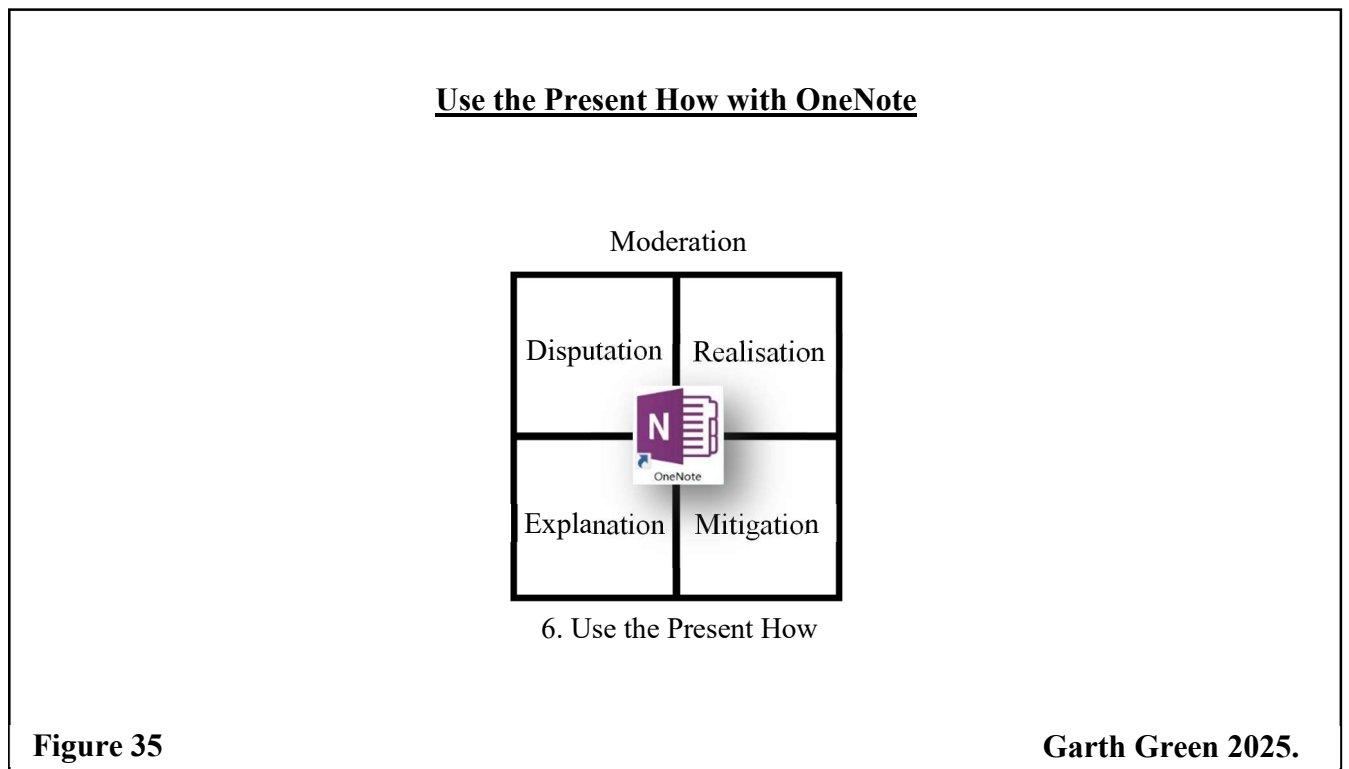 Use the Present How with OneNote
Moderation
Disputation Realisation
N
OneNote
Explanation Mitigation
6. Use the Present How
Figure 35 Garth Green 2025.